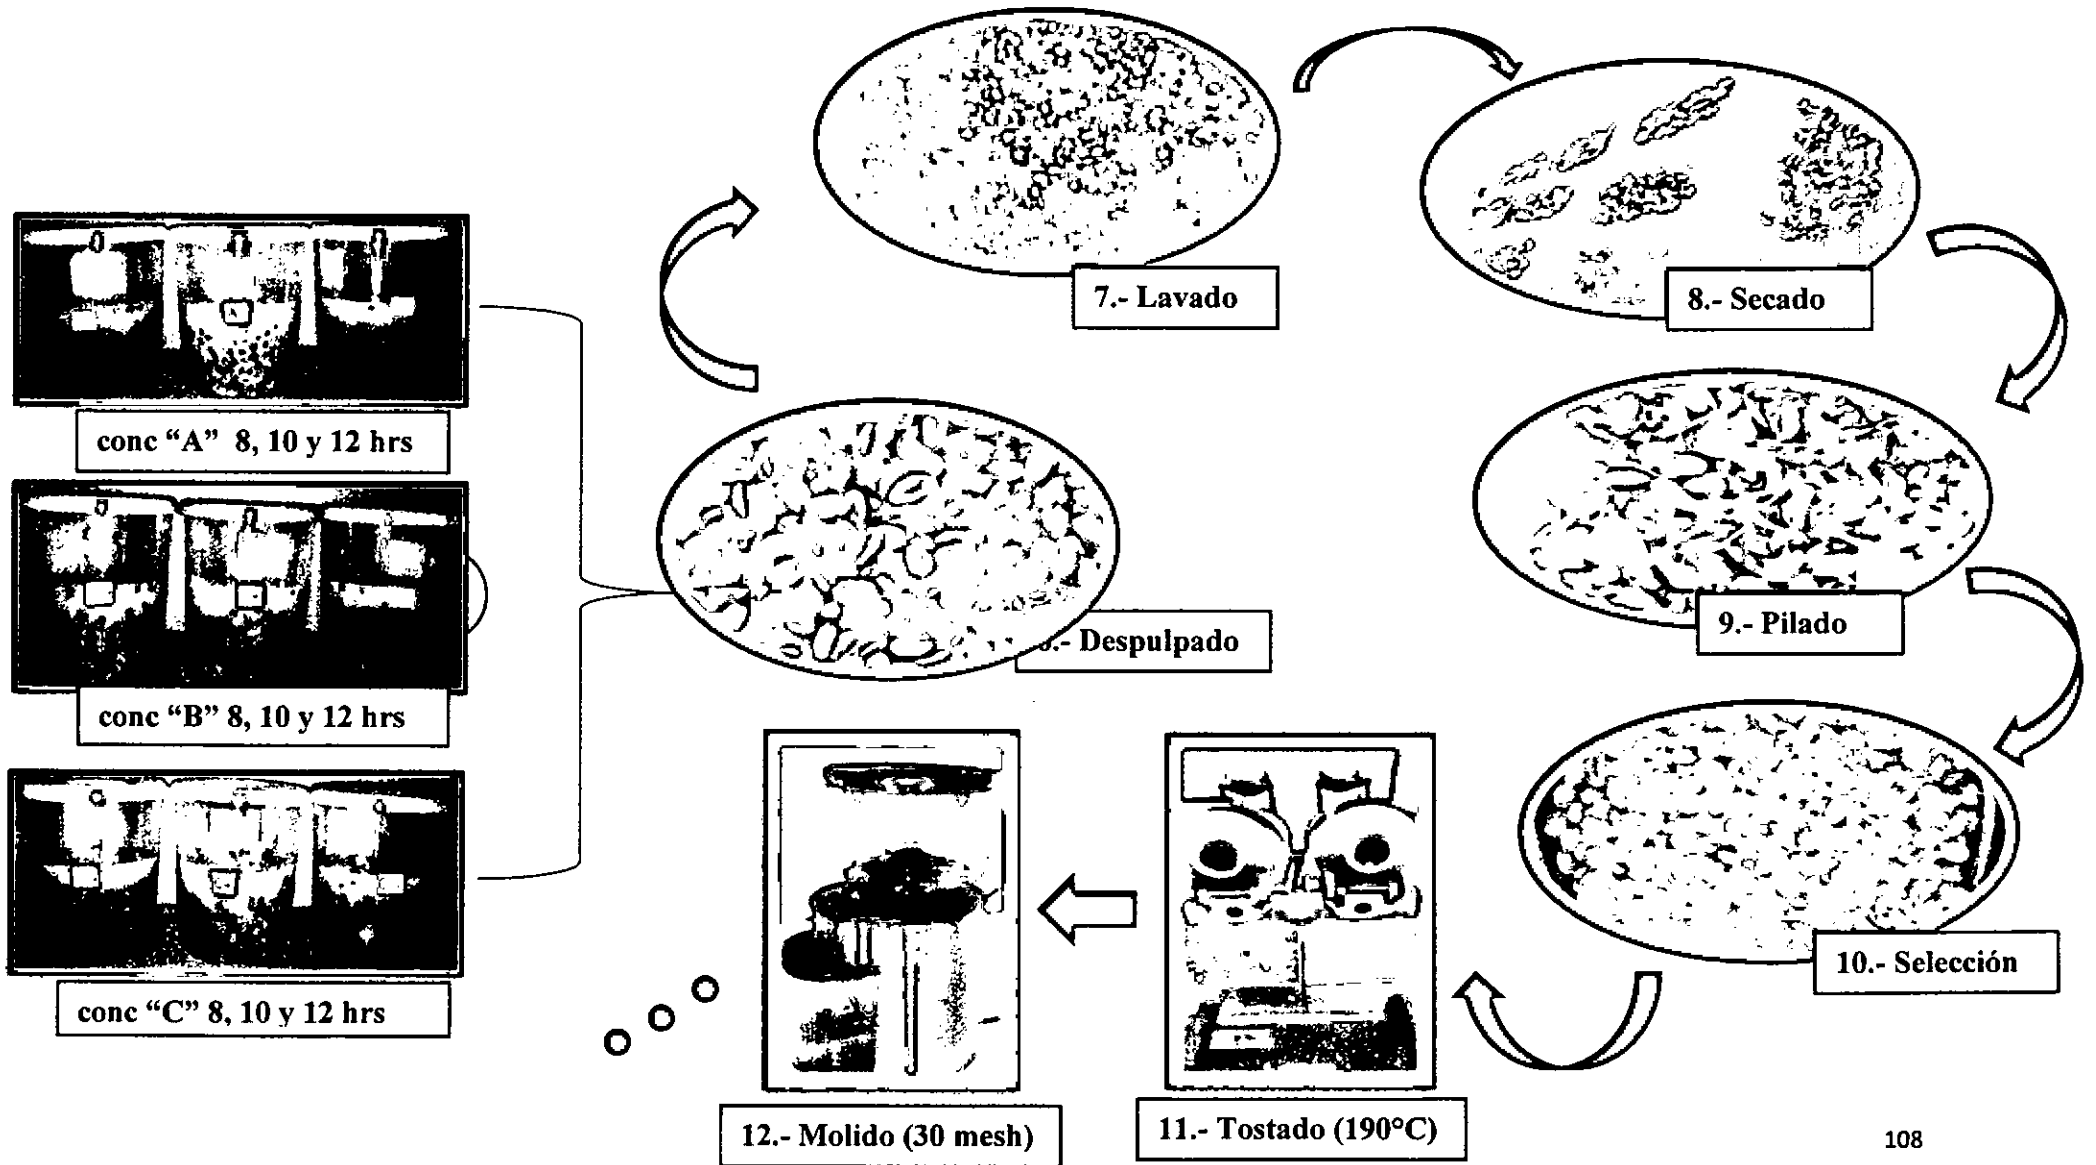 conc “A” 8, 10 y 12 hrs
conc “B” 8, 10 y 12 hrs
conc “C” 8, 10 y 12 hrs
.- Despulpado
7.- Lavado
8.- Secado
9.- Pilado
10.- Selección
11.- Tostado (190°C)
12.- Molido (30 mesh)
108